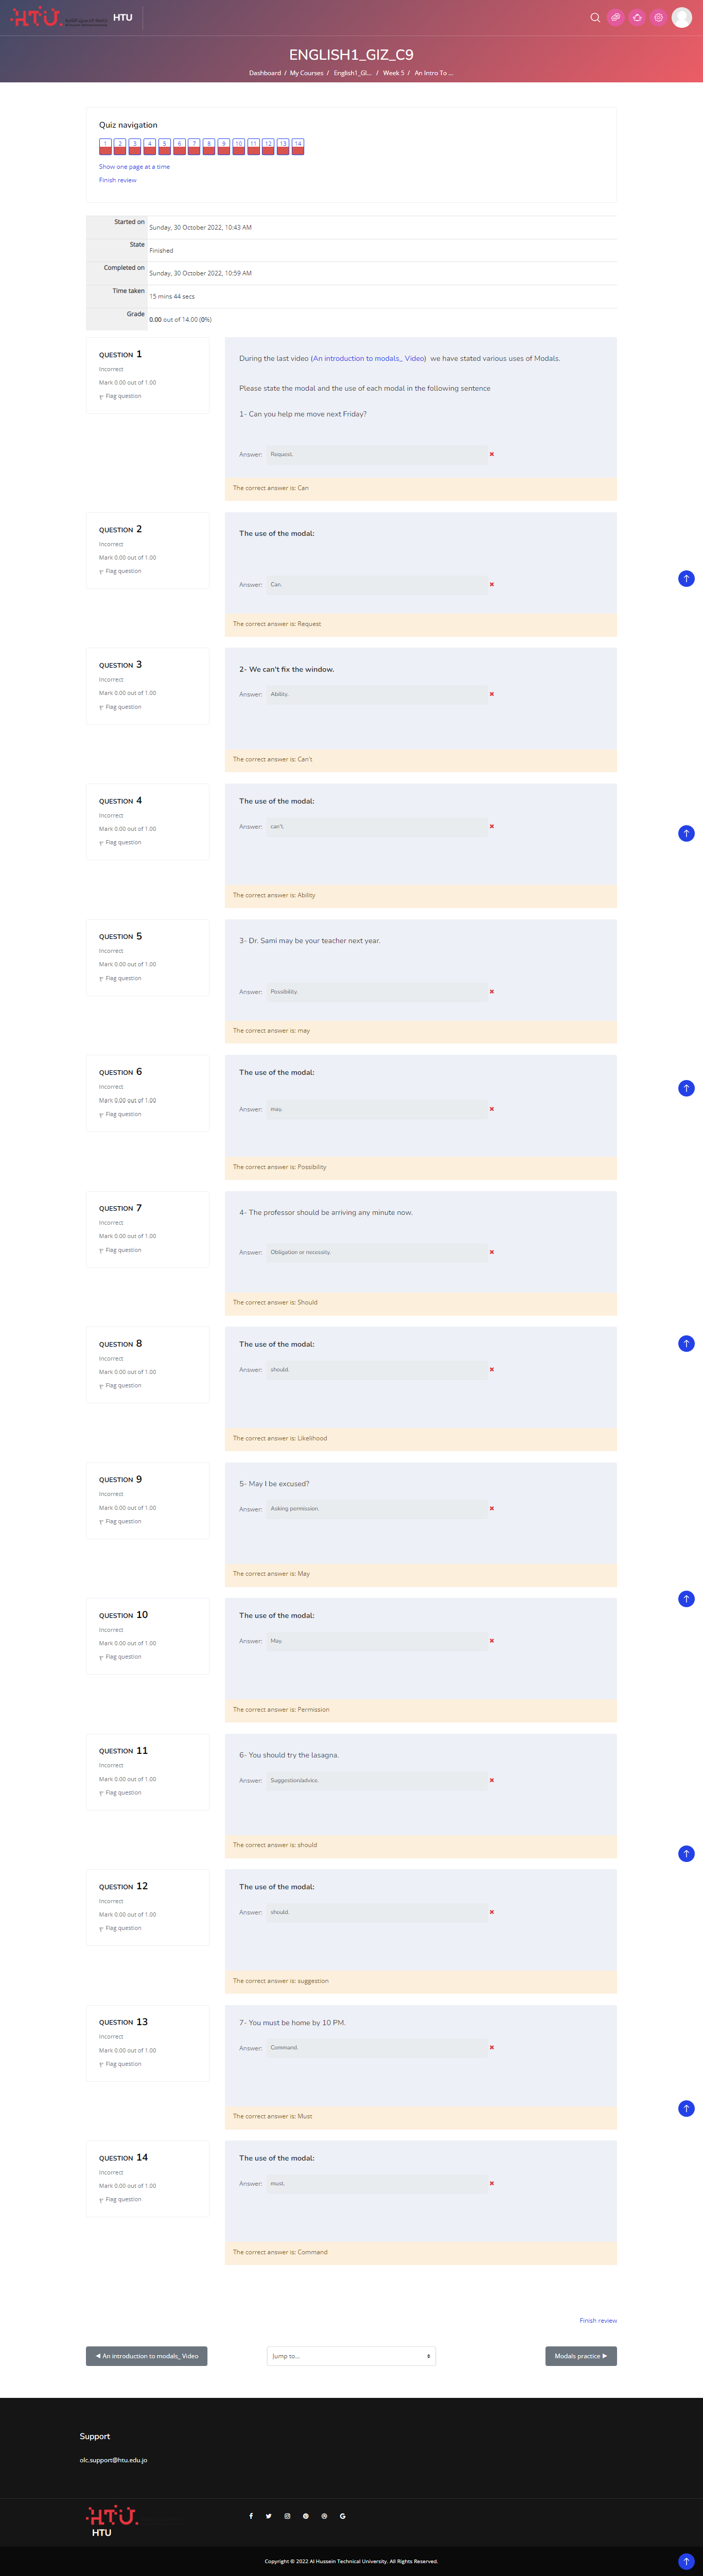 HTU
HTU
ENGLISH1_GIZ_C9
Dashboard / My Courses / English1_GI... / Week 5 / An Intro To ...
Quiz navigation
1 2 3 4 5 6 7 8 9 10 11 12 13 14
Show one page at a time
Finish review
Started on Sunday, 30 October 2022, 10:43 AM
State Finished
Completed on Sunday, 30 October 2022, 10:59 AM
Time taken 15 mins 44 secs
Grade 0.00 out of 14.00 (0%)
QUESTION 1
Incorrect
Mark 0.00 out of 1.00
Flag question
During the last video (An introduction to modals_ Video) we have stated various uses of Modals.
Please state the modal and the use of each modal in the following sentence
1- Can you help me move next Friday?
Answer: Request.
The correct answer is: Can
QUESTION 2
Incorrect
Mark 0.00 out of 1.00
Flag question
The use of the modal:
Answer: Can.
The correct answer is: Request
QUESTION 3
Incorrect
Mark 0.00 out of 1.00
Flag question
2- We can't fix the window.
Answer: Ability.
The correct answer is: Can't
QUESTION 4
Incorrect
Mark 0.00 out of 1.00
Flag question
The use of the modal:
Answer: can't.
The correct answer is: Ability
QUESTION 5
Incorrect
Mark 0.00 out of 1.00
Flag question
3- Dr. Sami may be your teacher next year.
Answer: Possibility.
The correct answer is: may
QUESTION 6
Incorrect
Mark 0.00 out of 1.00
Flag question
The use of the modal:
Answer: may.
The correct answer is: Possibility
QUESTION 7
Incorrect
Mark 0.00 out of 1.00
Flag question
4- The professor should be arriving any minute now.
Answer: Obligation or necessity.
The correct answer is: Should
QUESTION 8
Incorrect
Mark 0.00 out of 1.00
Flag question
The use of the modal:
Answer: should.
The correct answer is: Likelihood
QUESTION 9
Incorrect
Mark 0.00 out of 1.00
Flag question
5- May I be excused?
Answer: Asking permission.
The correct answer is: May
QUESTION 10
Incorrect
Mark 0.00 out of 1.00
Flag question
The use of the modal:
Answer: May.
The correct answer is: Permission
QUESTION 11
Incorrect
Mark 0.00 out of 1.00
Flag question
6- You should try the lasagna.
Answer: Suggestion/advice.
The correct answer is: should
QUESTION 12
Incorrect
Mark 0.00 out of 1.00
Flag question
The use of the modal:
Answer: should.
The correct answer is: suggestion
QUESTION 13
Incorrect
Mark 0.00 out of 1.00
Flag question
7- You must be home by 10 PM.
Answer: Command.
The correct answer is: Must
QUESTION 14
Incorrect
Mark 0.00 out of 1.00
Flag question
The use of the modal:
Answer: must.
The correct answer is: Command
Finish review
◀ An introduction to modals_ Video
Jump to...
Modals practice ▶
Support
olc.support@htu.edu.jo
HTU
HTU
Copyright © 2022 Al Hussein Technical University. All Rights Reserved.